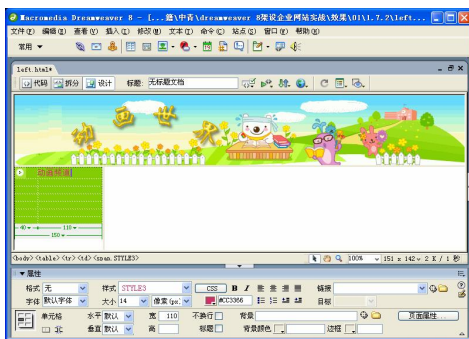 Macromedia Dreamweaver 8 - [...籍\中青\dreamweaver 8架设企业网站实战\效果\01\1.7.2\left...
文件(F) 编辑(E) 查看(V) 插入(I) 修改(M) 文本(T) 命令(C) 站点(S) 窗口(W) 帮助(H)
常用
left.html*
代码 拆分 设计 标题: 无标题文档
动画世界
动画频道
40 110
150
<body> <table> <tr> <td> <span.STYLE3> 100% 151 x 142 2 K / 1 秒
属性
格式 无 样式 STYLE3 CSS B I 链接
字体 默认字体 大小 14 像素(px) #CC3366 目标
单元格 水平 默认 宽 110 不换行 背景 页面属性...
垂直 默认 高 标题 背景颜色 边框